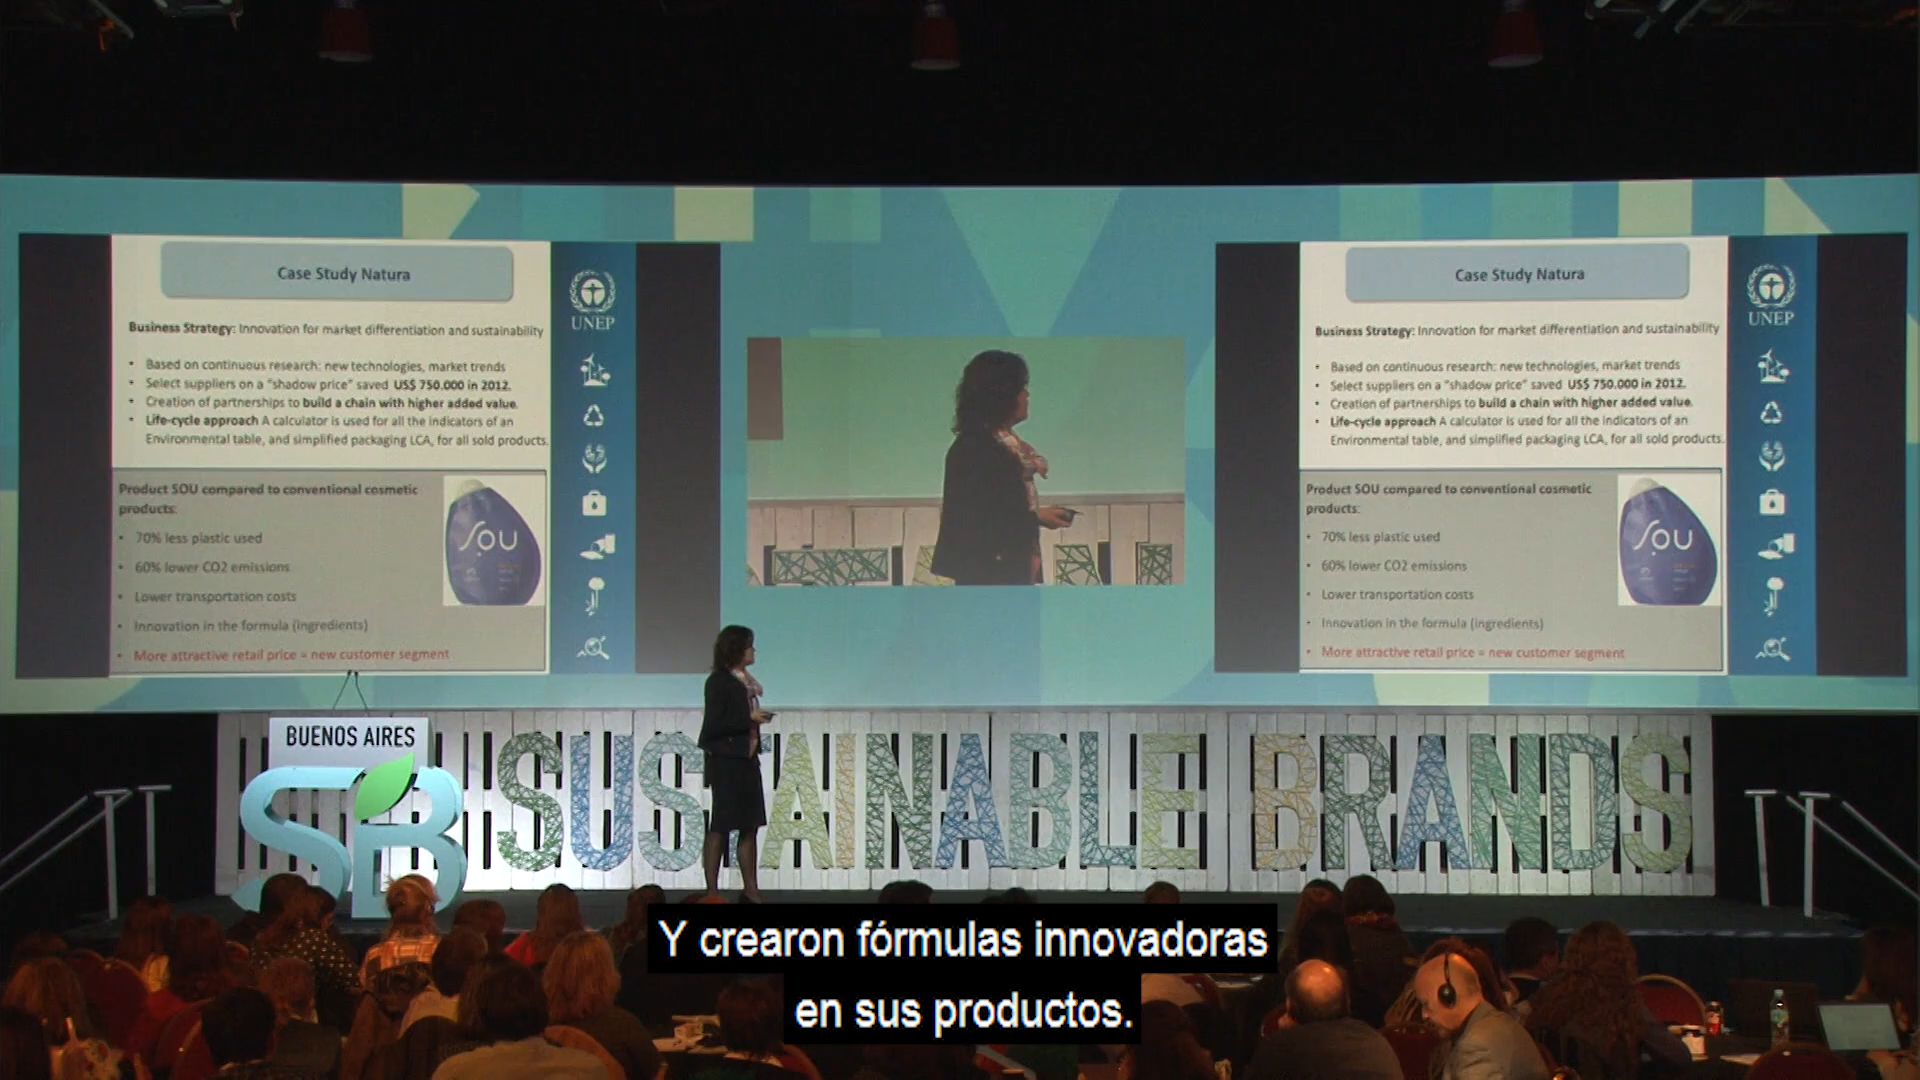 Case Study Natura
Business Strategy: Innovation for market differentiation and sustainability
• Based on continuous research: new technologies, market trends
• Select suppliers on a "shadow price" saved US$ 750.000 in 2012.
• Creation of partnerships to build a chain with higher added value.
• Life-cycle approach A calculator is used for all the indicators of an
Environmental table, and simplified packaging LCA, for all sold products.
Product SOU compared to conventional cosmetic
products:
• 70% less plastic used
• 60% lower CO2 emissions
• Lower transportation costs
• Innovation in the formula (ingredients)
• More attractive retail price = new customer segment
SOU
UNEP
Case Study Natura
Business Strategy: Innovation for market differentiation and sustainability
• Based on continuous research: new technologies, market trends
• Select suppliers on a "shadow price" saved US$ 750.000 in 2012.
• Creation of partnerships to build a chain with higher added value.
• Life-cycle approach A calculator is used for all the indicators of an
Environmental table, and simplified packaging LCA, for all sold products.
Product SOU compared to conventional cosmetic
products:
• 70% less plastic used
• 60% lower CO2 emissions
• Lower transportation costs
• Innovation in the formula (ingredients)
• More attractive retail price = new customer segment
SOU
UNEP
BUENOS AIRES
SB
SUSTAINABLE BRANDS
Y crearon fórmulas innovadoras
en sus productos.